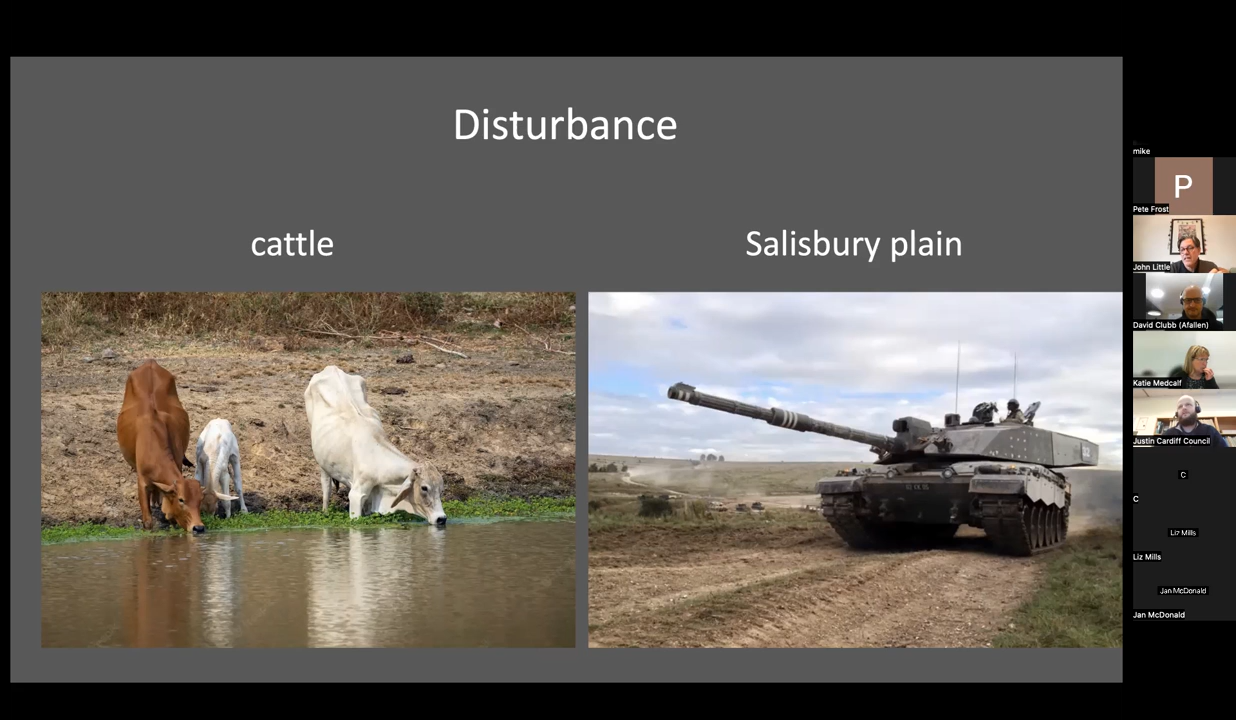 Disturbance
cattle
Salisbury plain
mike
P
Pete Frost
John Little
David Clubb (Afallen)
Katie Medcalf
Justin Cardiff Council
C
C
Liz Mills
Liz Mills
Jan McDonald
Jan McDonald